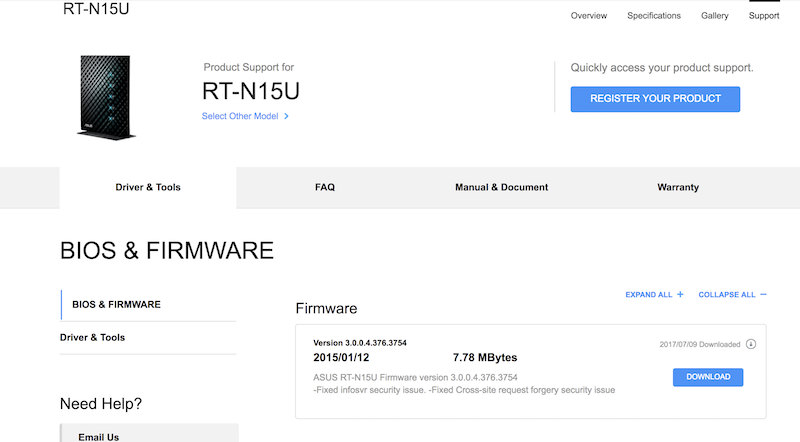 RT-N15U
Overview Specifications Gallery Support
Product Support for
RT-N15U
Select Other Model >
Quickly access your product support.
REGISTER YOUR PRODUCT
ASUS
Driver & Tools FAQ Manual & Document Warranty
BIOS & FIRMWARE
BIOS & FIRMWARE
Driver & Tools
Need Help?
Email Us
EXPAND ALL + COLLAPSE ALL −
Firmware
Version 3.0.0.4.376.3754
2017/07/09 Downloaded
2015/01/12 7.78 MBytes
DOWNLOAD
ASUS RT-N15U Firmware version 3.0.0.4.376.3754
-Fixed infosvr security issue. -Fixed Cross-site request forgery security issue